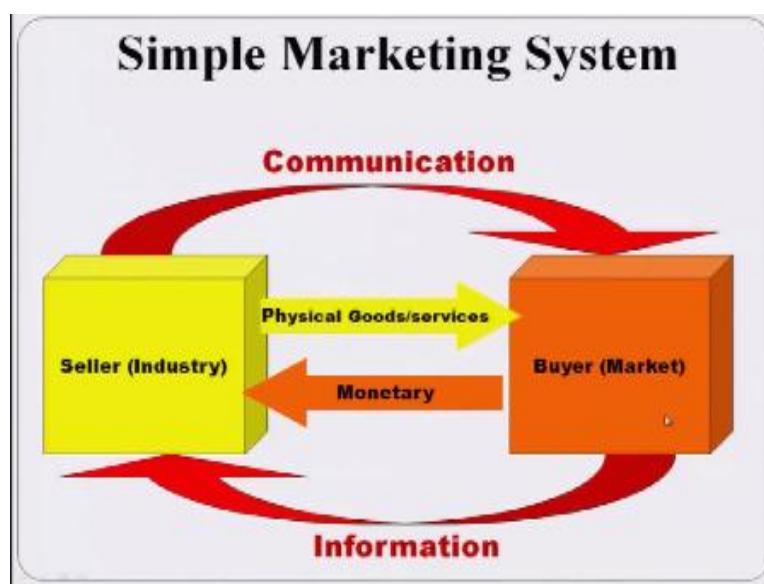 Simple Marketing System
Communication
Physical Goods/services
Seller (Industry)
Buyer (Market)
Monetary
Information